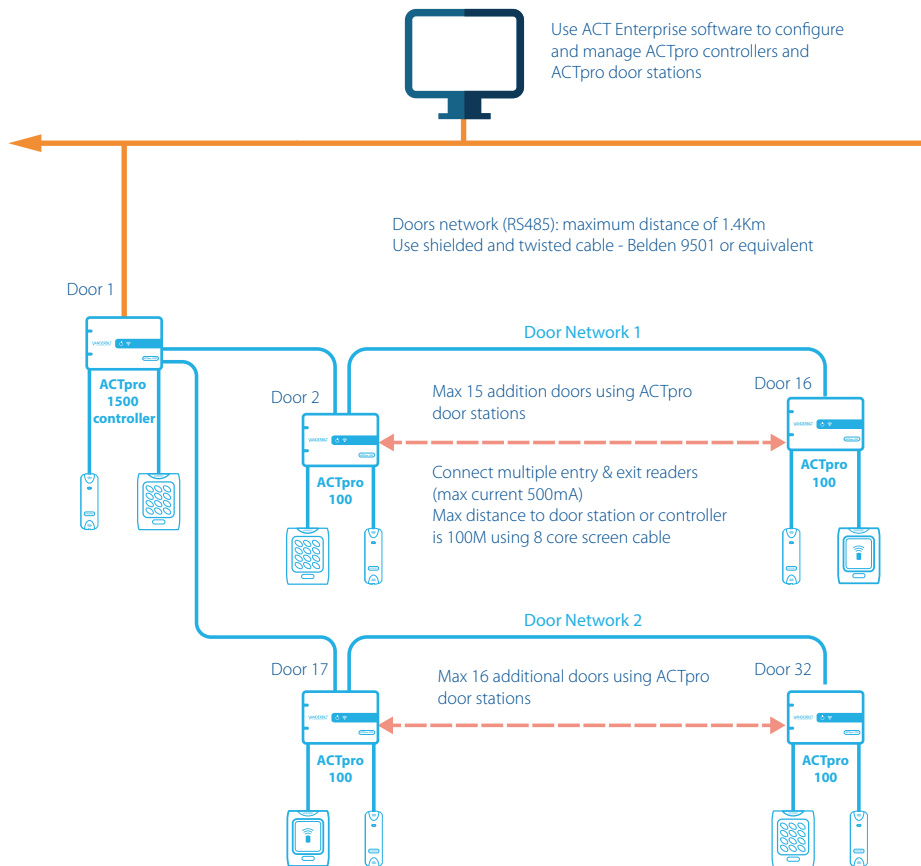 Use ACT Enterprise software to configure
and manage ACTpro controllers and
ACTpro door stations
Doors network (RS485): maximum distance of 1.4Km
Use shielded and twisted cable - Belden 9501 or equivalent
Door 1
VANDERBILT
ACTpro
1500
controller
Door Network 1
Door 2
Max 15 addition doors using ACTpro
door stations
Door 16
VANDERBILT
VANDERBILT
ACTpro
100
Connect multiple entry & exit readers
(max current 500mA)
Max distance to door station or controller
is 100M using 8 core screen cable
ACTpro
100
Door Network 2
Door 17
Max 16 additional doors using ACTpro
door stations
Door 32
VANDERBILT
VANDERBILT
ACTpro
100
ACTpro
100